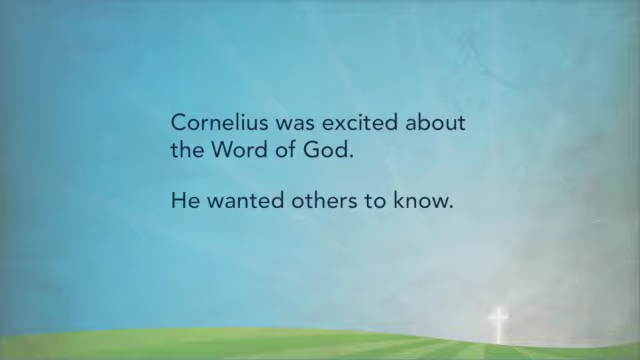 Cornelius was excited about
the Word of God.
He wanted others to know.